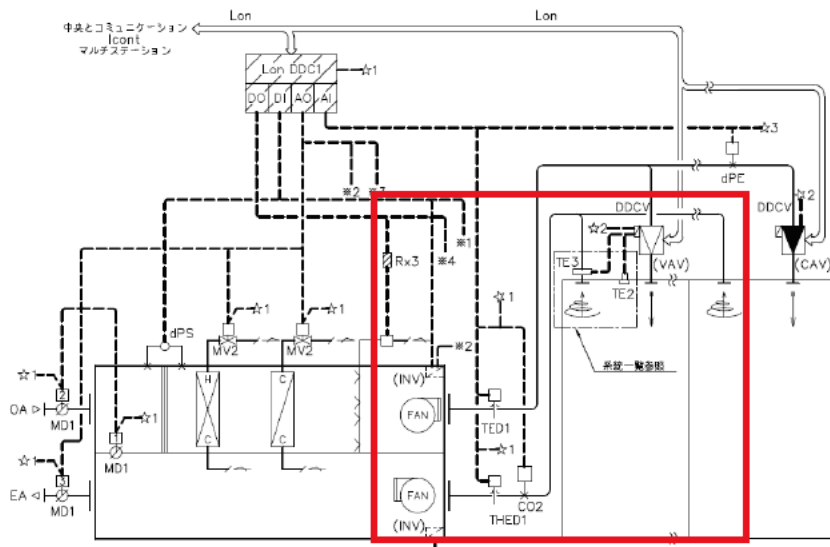 Lon
Lon
中央とコミュニケーション
Icont
マルチステーション
Lon DDC1
☆1
DO
DI
AO
AI
☆3
dPE
※2
※3
DDCV
DDCV
☆2
☆2
※1
※4
Rx3
TE3
(VAV)
(CAV)
TE2
☆1
☆1
☆1
dPS
MV2
MV2
※2
系統一覧参照
☆1
H
C
(INV)
2
OA
MD1
☆1
1
FAN
TED1
MD1
☆1
☆1
3
C
C
EA
MD1
FAN
CO2
THED1
(INV)